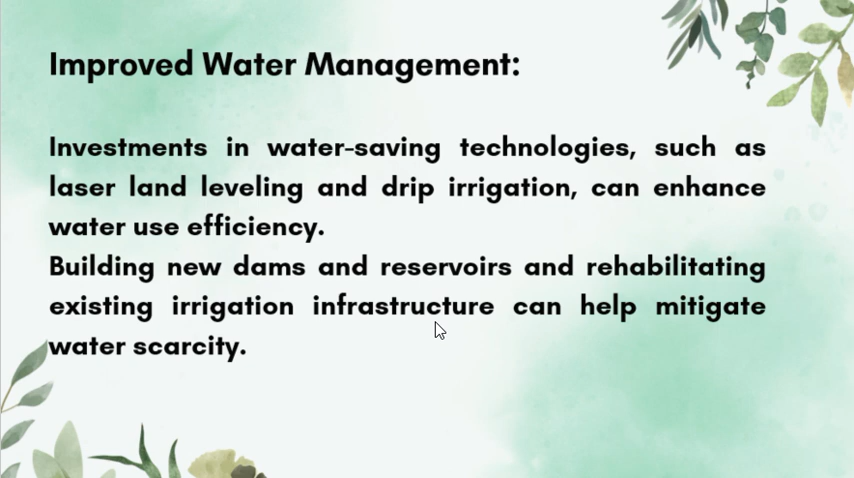 Improved Water Management:
Investments in water-saving technologies, such as
laser land leveling and drip irrigation, can enhance
water use efficiency.
Building new dams and reservoirs and rehabilitating
existing irrigation infrastructure can help mitigate
water scarcity.